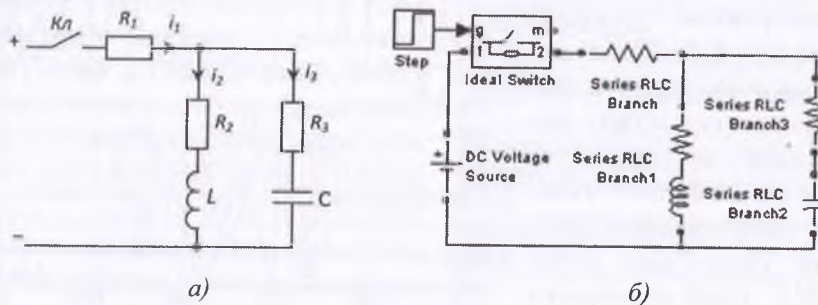 Кл R₁ i₁
+
i₂ i₃
R₂ R₃
L C
−
а)
Step
g m
1 2
Ideal Switch
Series RLC
Branch
DC Voltage
Source
Series RLC
Branch1
Series RLC
Branch3
Series RLC
Branch2
+
б)